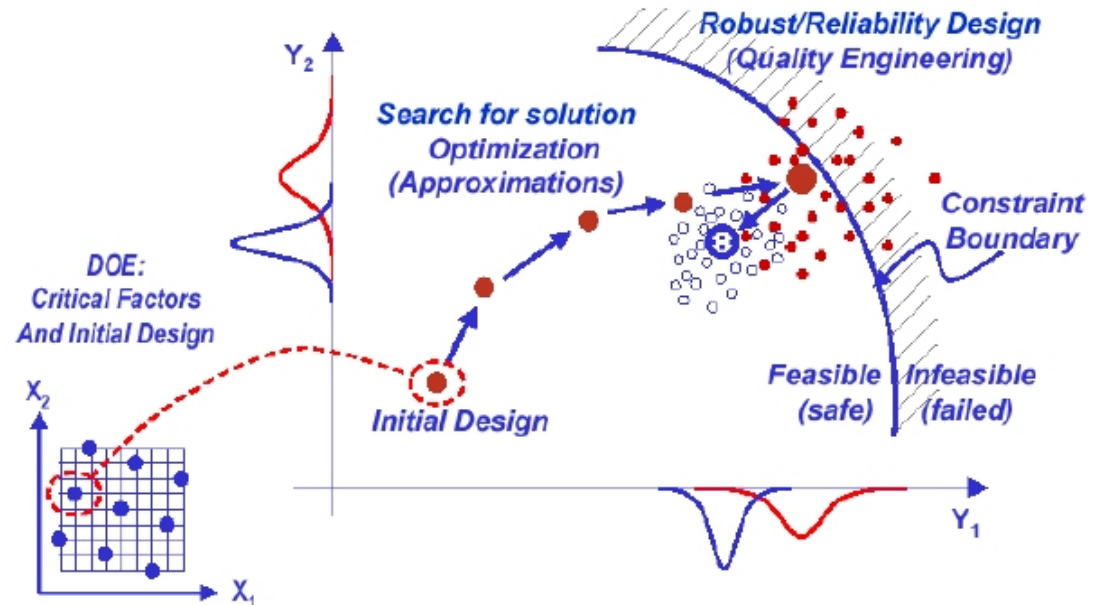 Robust/Reliability Design
(Quality Engineering)
Y2
Search for solution
Optimization
(Approximations)
Constraint
Boundary
DOE:
Critical Factors
And Initial Design
Feasible Infeasible
(safe) (failed)
Initial Design
X2
Y1
X1